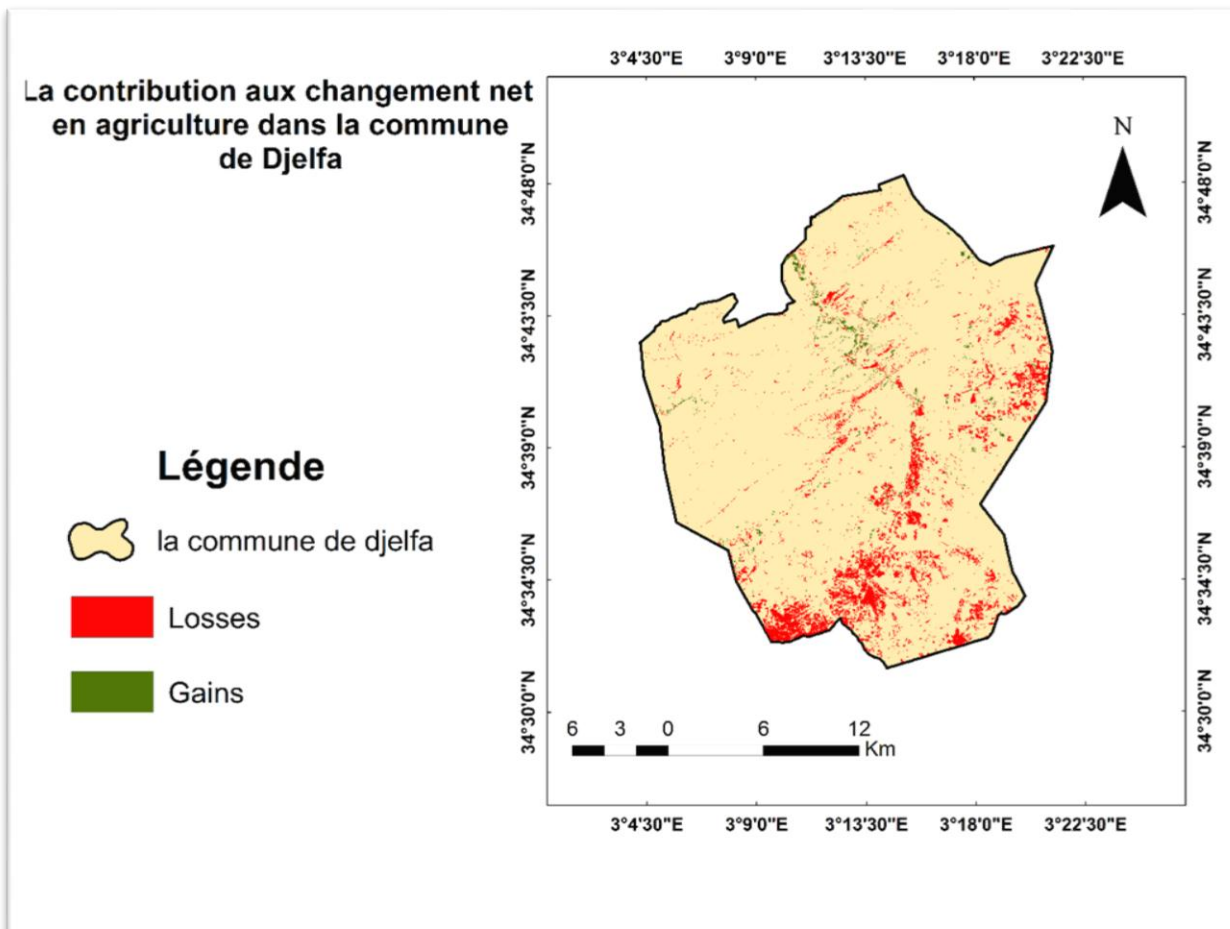 La contribution aux changement net
en agriculture dans la commune
de Djelfa
Légende
la commune de djelfa
Losses
Gains
3°4'30"E 3°9'0"E 3°13'30"E 3°18'0"E 3°22'30"E
N
34°48'0"N 34°48'0"N
34°43'30"N 34°43'30"N
34°39'0"N 34°39'0"N
34°34'30"N 34°34'30"N
34°30'0"N 34°30'0"N
6 3 0 6 12
Km
3°4'30"E 3°9'0"E 3°13'30"E 3°18'0"E 3°22'30"E